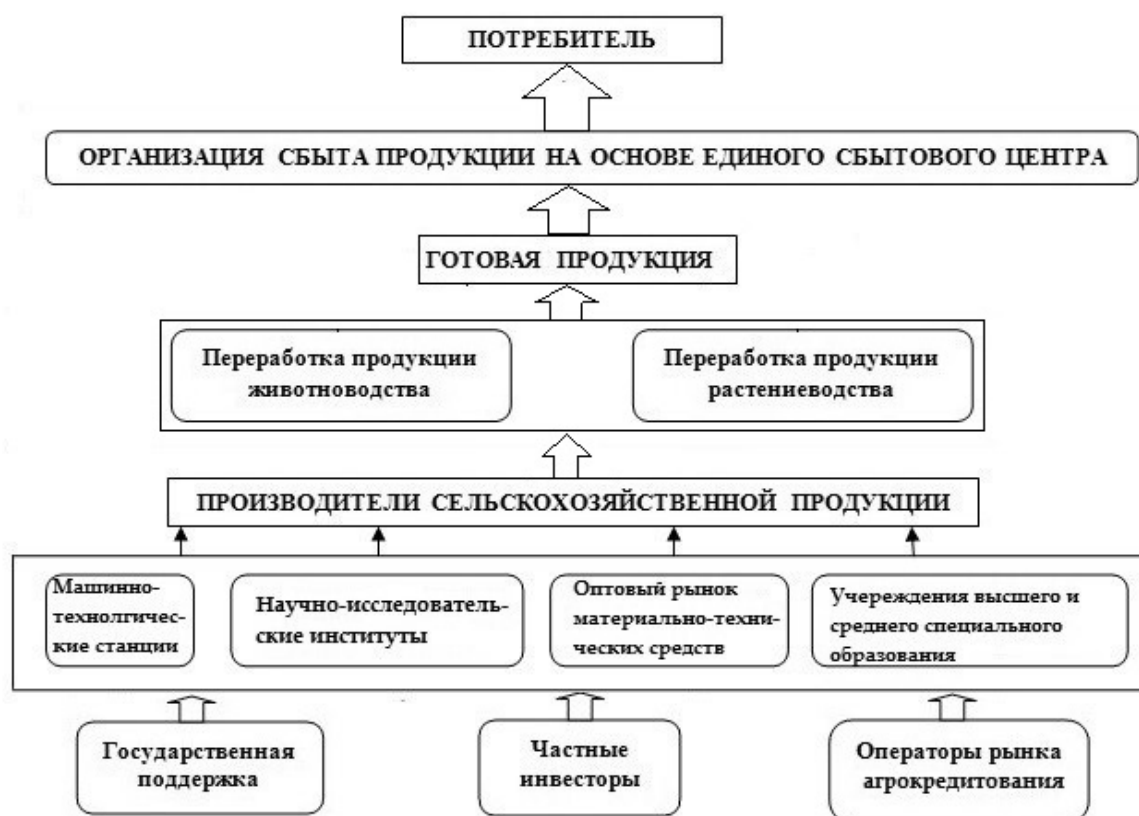 ПОТРЕБИТЕЛЬ
ОРГАНИЗАЦИЯ СБЫТА ПРОДУКЦИИ НА ОСНОВЕ ЕДИНОГО СБЫТОВОГО ЦЕНТРА
ГОТОВАЯ ПРОДУКЦИЯ
Переработка продукции
животноводства
Переработка продукции
растениеводства
ПРОИЗВОДИТЕЛИ СЕЛЬСКОХОЗЯЙСТВЕННОЙ ПРОДУКЦИИ
Машинно-
технолгичес-
кие станции
Научно-исследователь-
ские институты
Оптовый рынок
материально-техни-
ческих средств
Учереждения высшего и
среднего специального
образования
Государственная
поддержка
Частные
инвесторы
Операторы рынка
агрокредитования